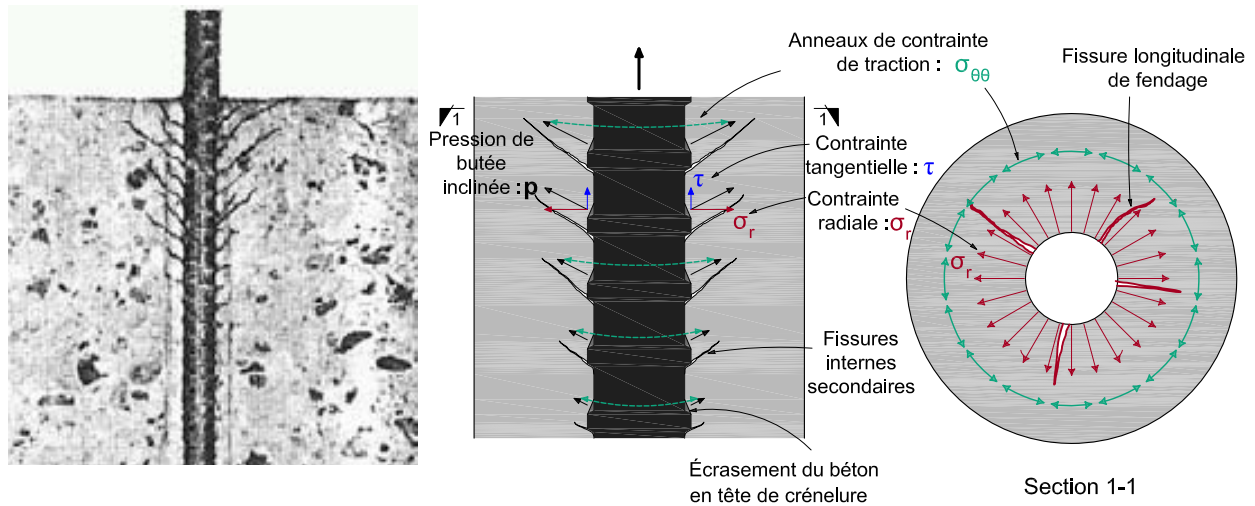 Anneaux de contrainte
de traction : σθθ
Fissure longitudinale
de fendage
1
1
Pression de
butée
inclinée : p
τ
Contrainte
tangentielle : τ
σr
Contrainte
radiale :σr
σr
Fissures
internes
secondaires
Écrasement du béton
en tête de crénelure
Section 1-1